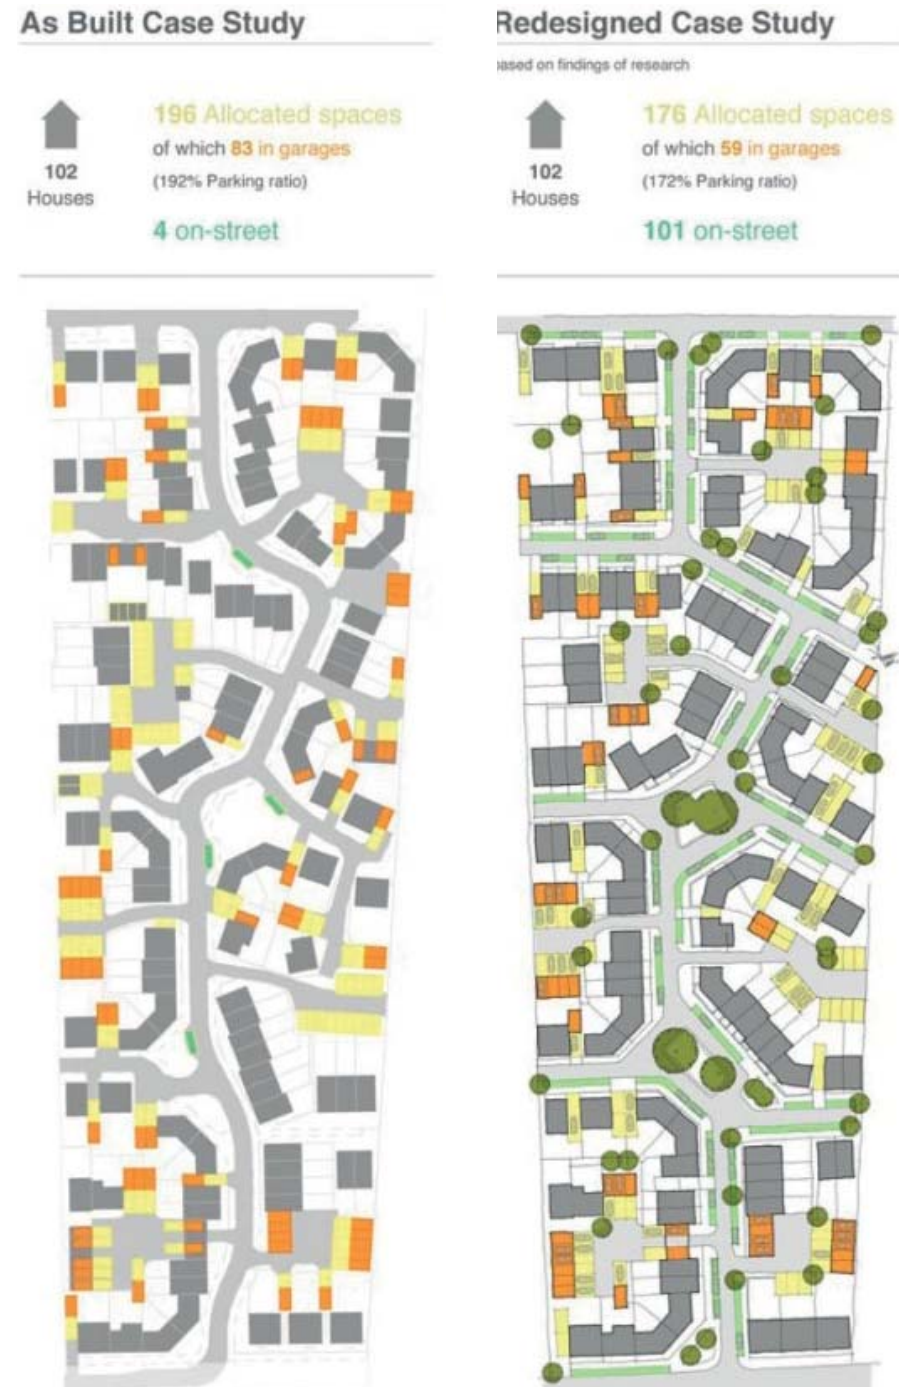 As Built Case Study
196 Allocated spaces
of which 83 in garages
(192% Parking ratio)
102
Houses
4 on-street
Redesigned Case Study
based on findings of research
176 Allocated spaces
of which 59 in garages
(172% Parking ratio)
102
Houses
101 on-street